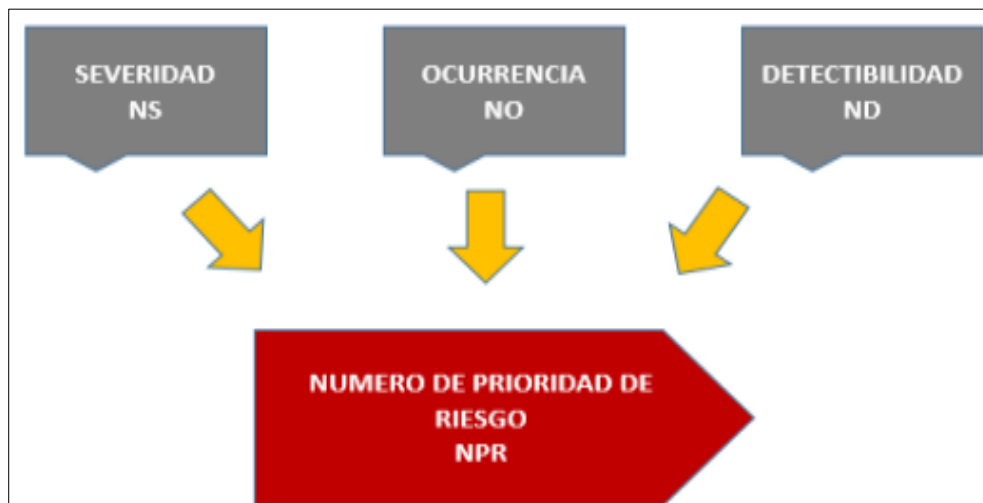 SEVERIDAD
NS
OCURRENCIA
NO
DETECTIBILIDAD
ND
NUMERO DE PRIORIDAD DE
RIESGO
NPR